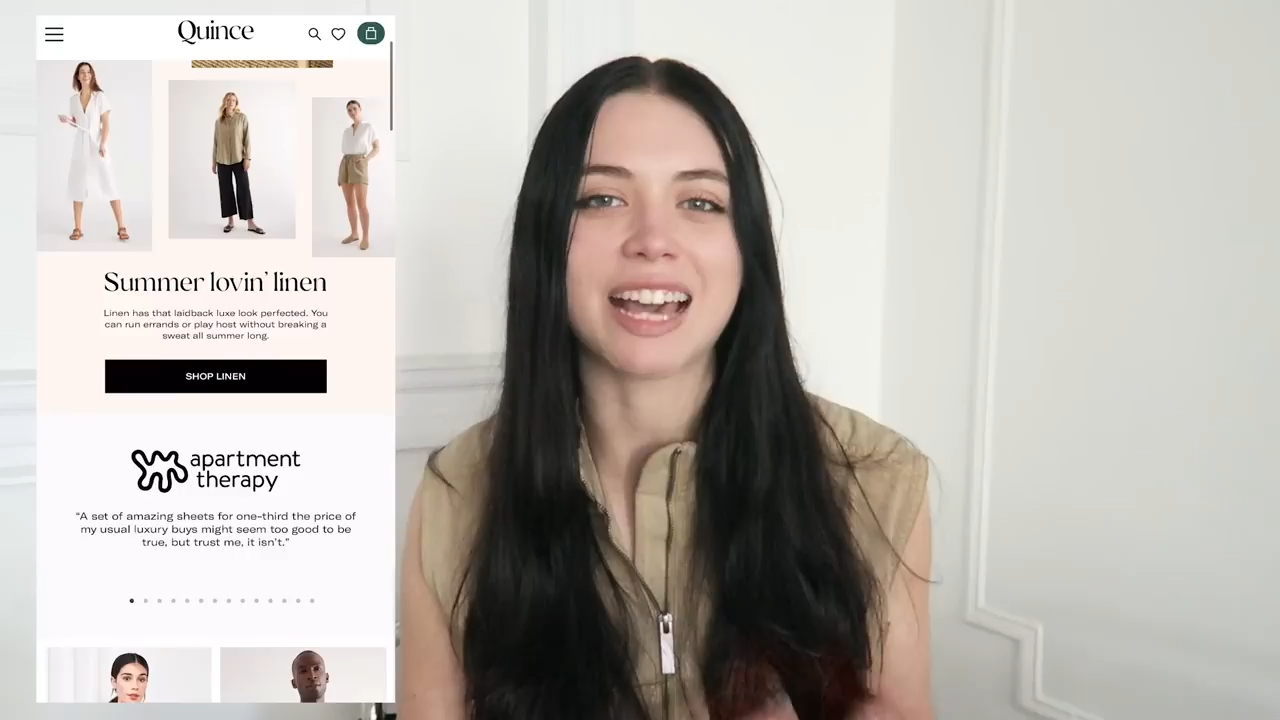 Quince
Summer lovin' linen
Linen has that laidback luxe look perfected. You
can run errands or play host without breaking a
sweat all summer long.
SHOP LINEN
apartment
therapy
“A set of amazing sheets for one-third the price of
my usual luxury buys might seem too good to be
true, but trust me, it isn’t.”